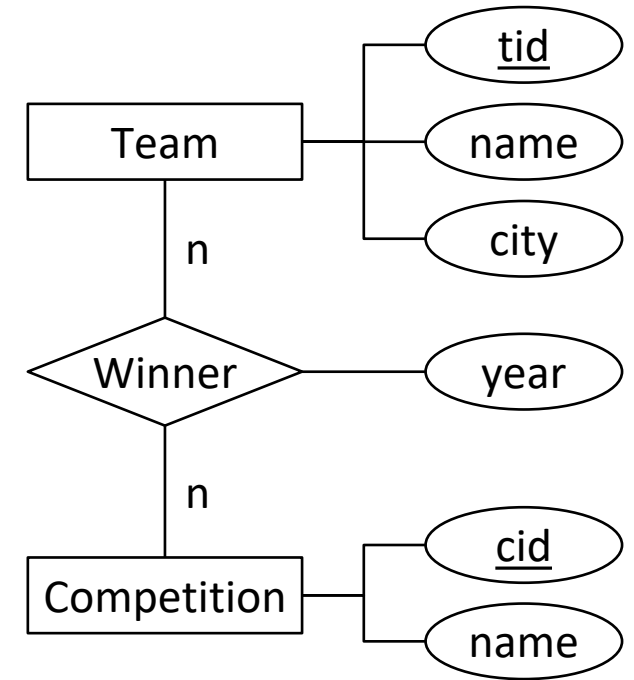 tid
Team
name
city
n
Winner
year
n
cid
Competition
name